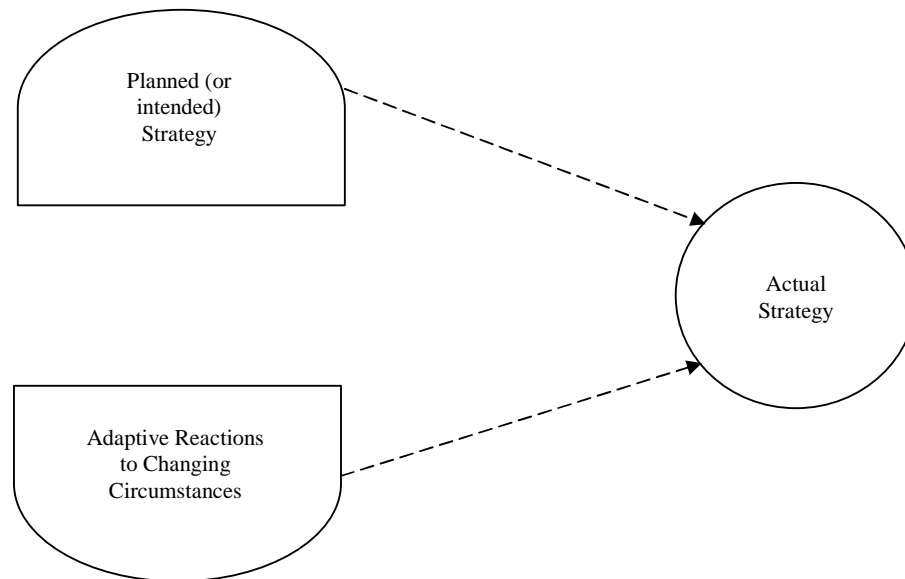 Planned (or
intended)
Strategy
Actual
Strategy
Adaptive Reactions
to Changing
Circumstances